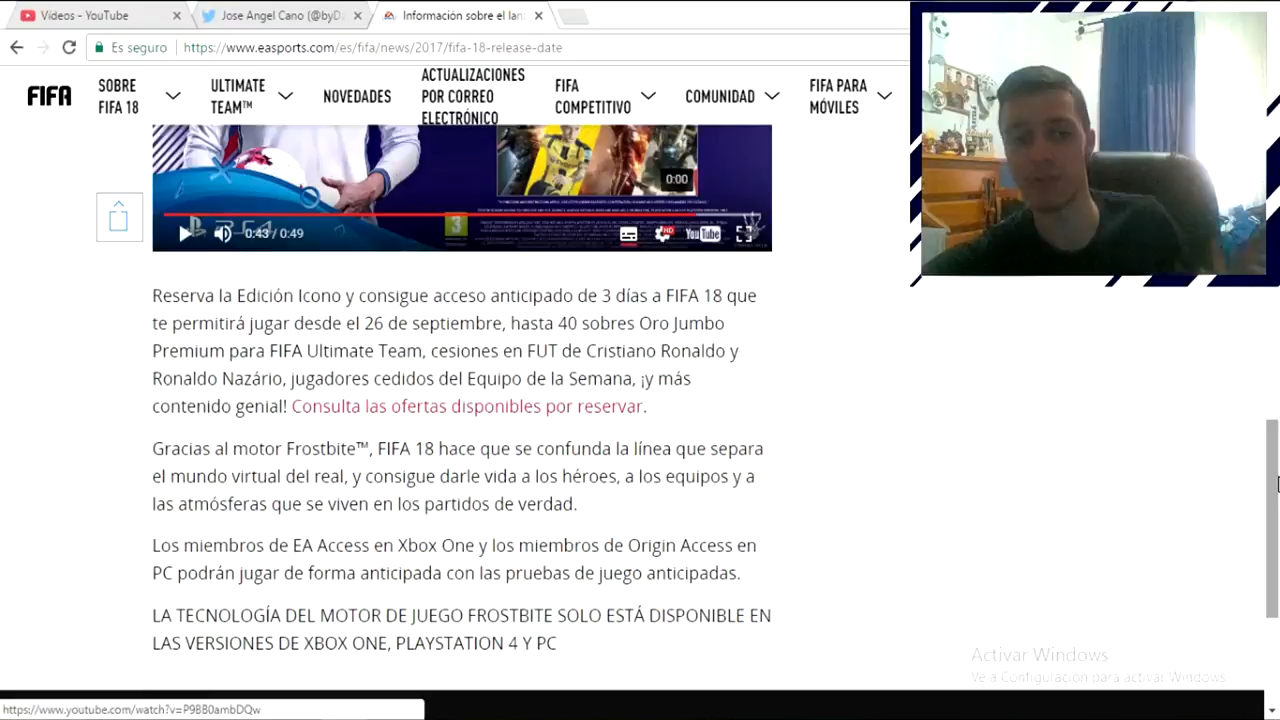 Vídeos - YouTube
Jose Angel Cano (@byD
Información sobre el lan
Es seguro
https://www.easports.com/es/fifa/news/2017/fifa-18-release-date
FIFA
SOBRE
FIFA 18
ULTIMATE
TEAM™
NOVEDADES
ACTUALIZACIONES
POR CORREO
ELECTRÓNICO
FIFA
COMPETITIVO
COMUNIDAD
FIFA PARA
MÓVILES
0:00
3
0:43 / 0:49
HD
YouTube
Reserva la Edición Icono y consigue acceso anticipado de 3 días a FIFA 18 que
te permitirá jugar desde el 26 de septiembre, hasta 40 sobres Oro Jumbo
Premium para FIFA Ultimate Team, cesiones en FUT de Cristiano Ronaldo y
Ronaldo Nazário, jugadores cedidos del Equipo de la Semana, ¡y más
contenido genial! Consulta las ofertas disponibles por reservar.
Gracias al motor Frostbite™, FIFA 18 hace que se confunda la línea que separa
el mundo virtual del real, y consigue darle vida a los héroes, a los equipos y a
las atmósferas que se viven en los partidos de verdad.
Los miembros de EA Access en Xbox One y los miembros de Origin Access en
PC podrán jugar de forma anticipada con las pruebas de juego anticipadas.
LA TECNOLOGÍA DEL MOTOR DE JUEGO FROSTBITE SOLO ESTÁ DISPONIBLE EN
LAS VERSIONES DE XBOX ONE, PLAYSTATION 4 Y PC
Activar Windows
Ve a Configuración para activar Windows.
https://www.youtube.com/watch?v=P9BB0ambDQw